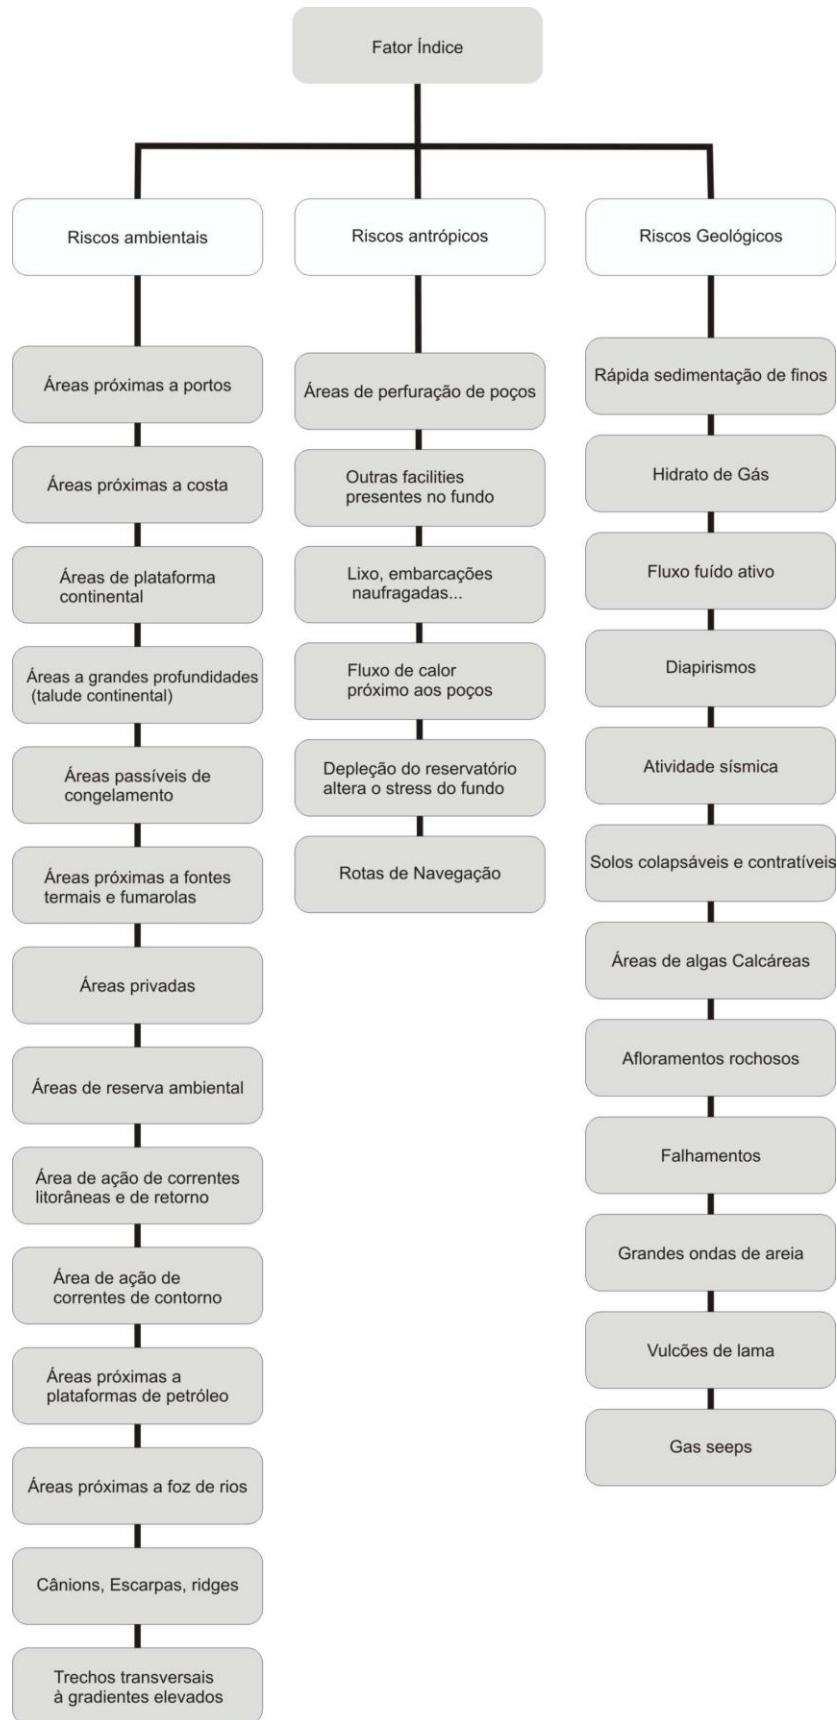 Fator Índice
Riscos ambientais
Riscos antrópicos
Riscos Geológicos
Áreas próximas a portos
Áreas próximas a costa
Áreas de plataforma
continental
Áreas a grandes profundidades
(talude continental)
Áreas passíveis de
congelamento
Áreas próximas a fontes
termais e fumarolas
Áreas privadas
Áreas de reserva ambiental
Área de ação de correntes
litorâneas e de retorno
Área de ação de
correntes de contorno
Áreas próximas a
plataformas de petróleo
Áreas próximas a foz de rios
Cânions, Escarpas, ridges
Trechos transversais
à gradientes elevados
Áreas de perfuração de poços
Outras facilities
presentes no fundo
Lixo, embarcações
naufragadas...
Fluxo de calor
próximo aos poços
Depleção do reservatório
altera o stress do fundo
Rotas de Navegação
Rápida sedimentação de finos
Hidrato de Gás
Fluxo fuído ativo
Diapirismos
Atividade sísmica
Solos colapsáveis e contratíveis
Áreas de algas Calcáreas
Afloramentos rochosos
Falhamentos
Grandes ondas de areia
Vulcões de lama
Gas seeps